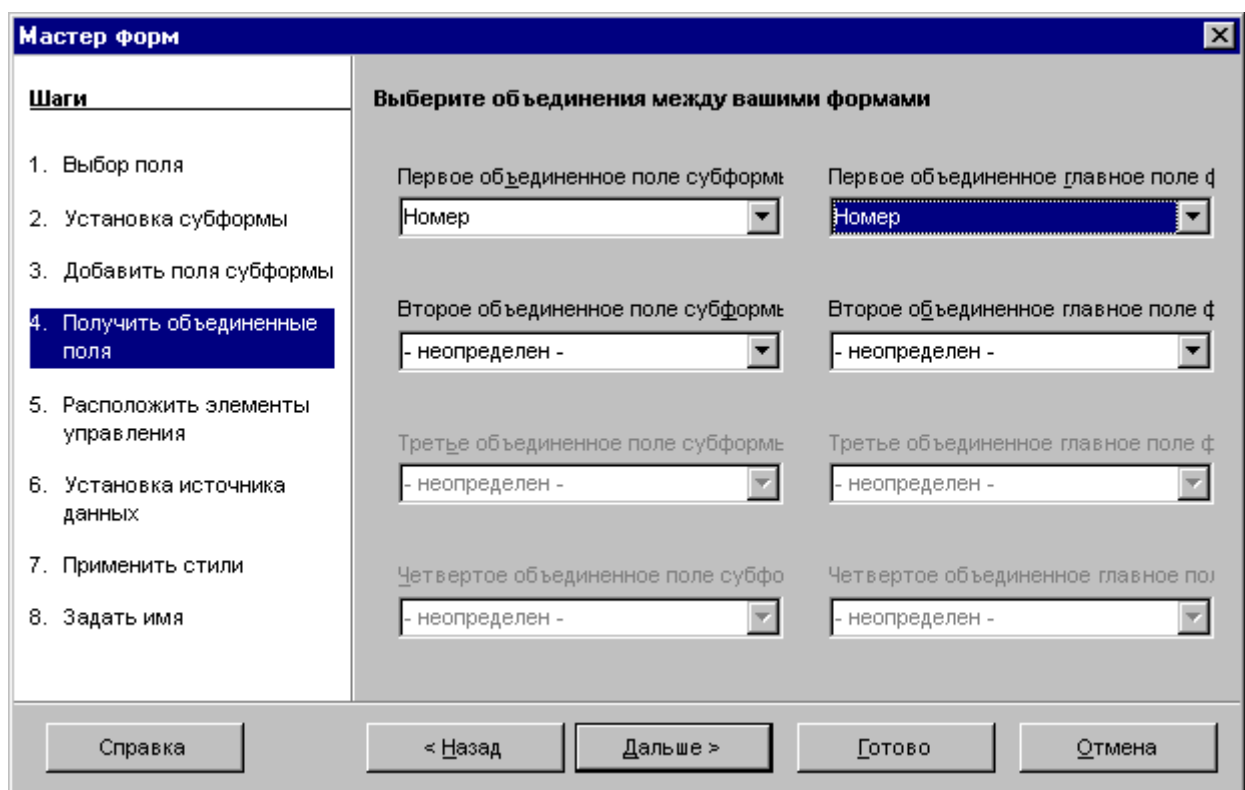 Мастер форм
Шаги
1. Выбор поля
2. Установка субформы
3. Добавить поля субформы
4. Получить объединенные
поля
5. Расположить элементы
управления
6. Установка источника
данных
7. Применить стили
8. Задать имя
Выберите объединения между вашими формами
Первое объединенное поле субформы
Первое объединенное главное поле ф
Номер
Номер
Второе объединенное поле субформы
Второе объединенное главное поле ф
- неопределен -
- неопределен -
Третье объединенное поле субформы
Третье объединенное главное поле ф
- неопределен -
- неопределен -
Четвертое объединенное поле субфо
Четвертое объединенное главное пол
- неопределен -
- неопределен -
Справка
< Назад
Дальше >
Готово
Отмена